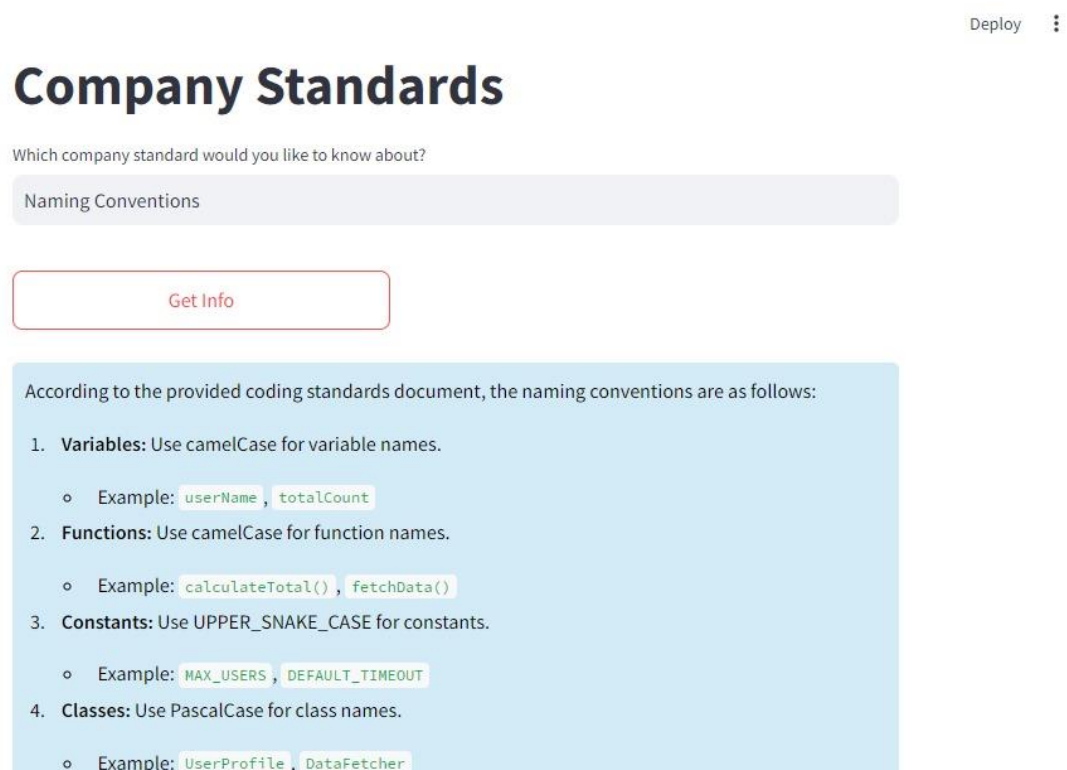 Deploy
Company Standards
Which company standard would you like to know about?
Naming Conventions
Get Info
According to the provided coding standards document, the naming conventions are as follows:
1. Variables: Use camelCase for variable names.
Example: userName, totalCount
2. Functions: Use camelCase for function names.
Example: calculateTotal(), fetchData()
3. Constants: Use UPPER_SNAKE_CASE for constants.
Example: MAX_USERS, DEFAULT_TIMEOUT
4. Classes: Use PascalCase for class names.
Example: UserProfile, DataFetcher